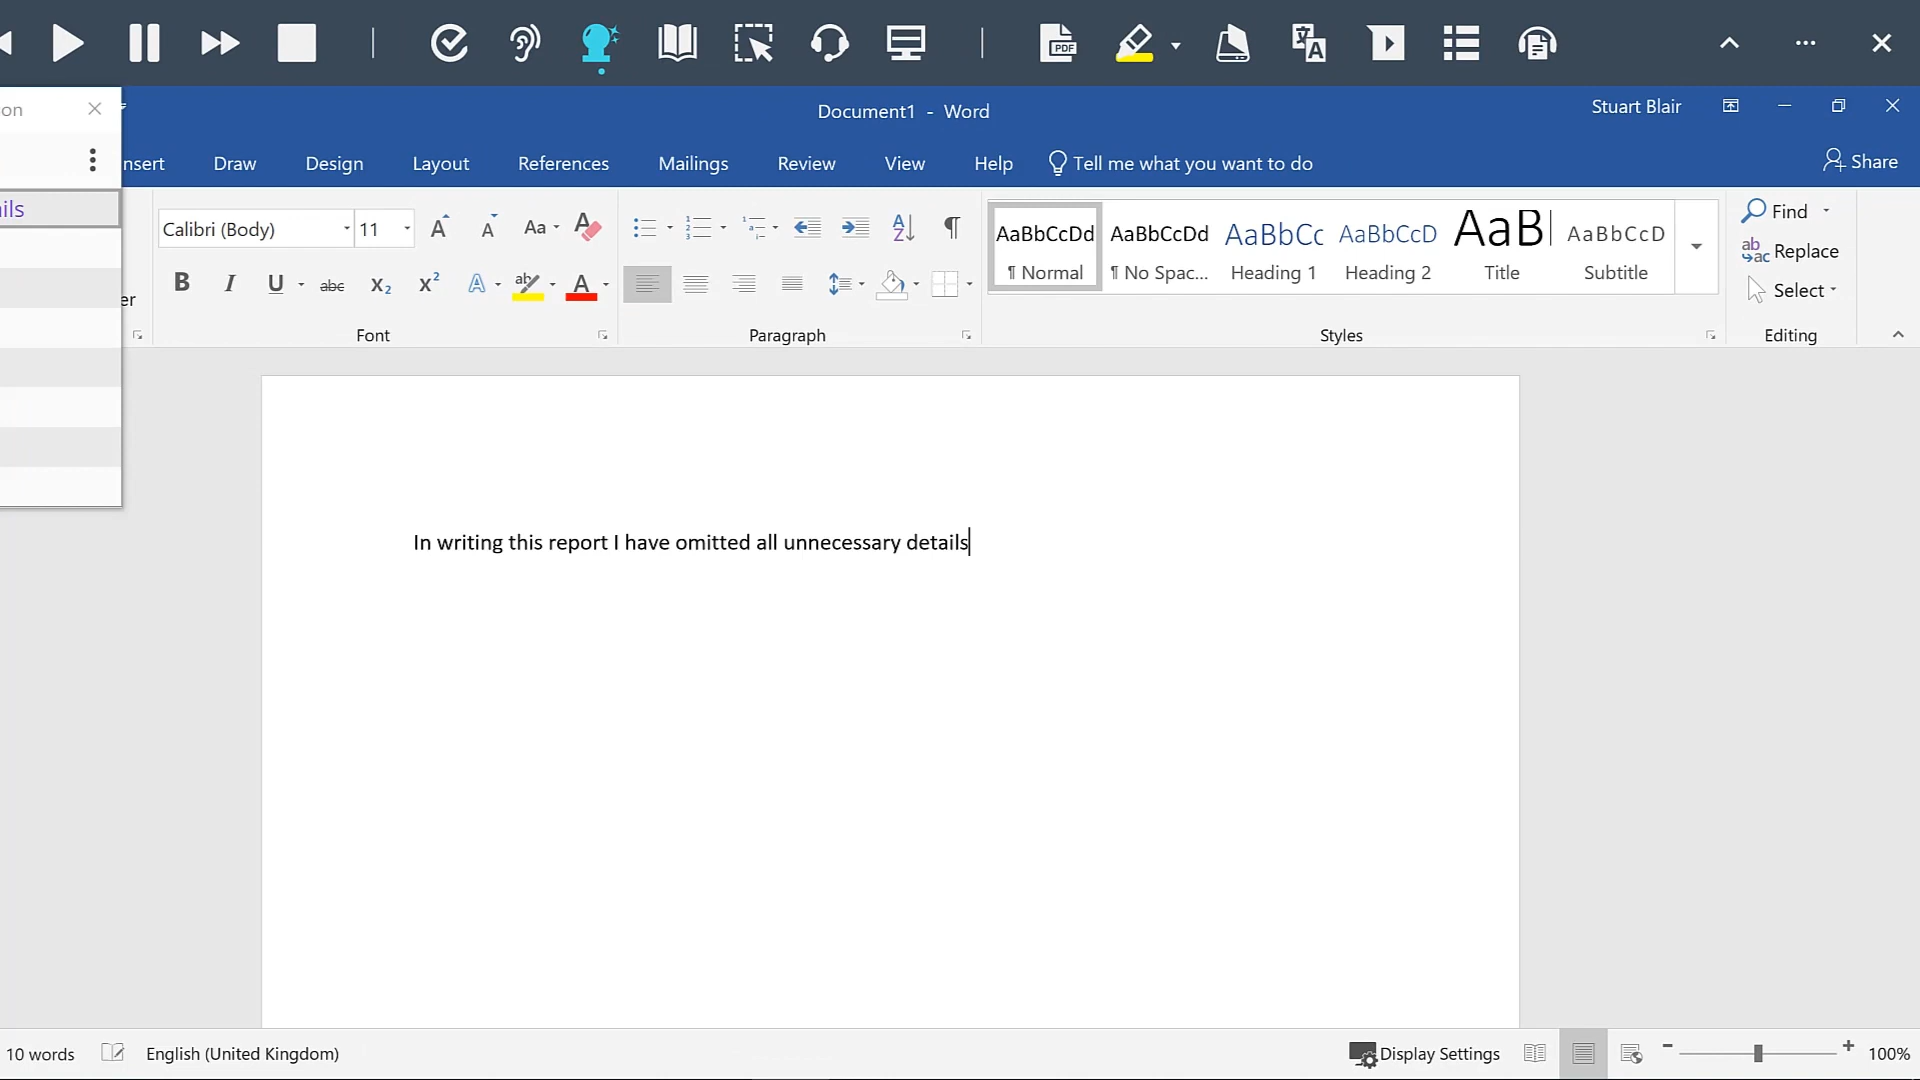 PDF
on
Document1 - Word
Stuart Blair
nsert Draw Design Layout References Mailings Review View Help Tell me what you want to do
Share
ils
Calibri (Body) 11 Aa
AaBbCcDd AaBbCcDd AaBbCc AaBbCcD AaB AaBbCcD
¶ Normal ¶ No Spac... Heading 1 Heading 2 Title Subtitle
Find
Replace
Select
er
Font Paragraph Styles Editing
In writing this report I have omitted all unnecessary details
10 words English (United Kingdom) Display Settings 100%